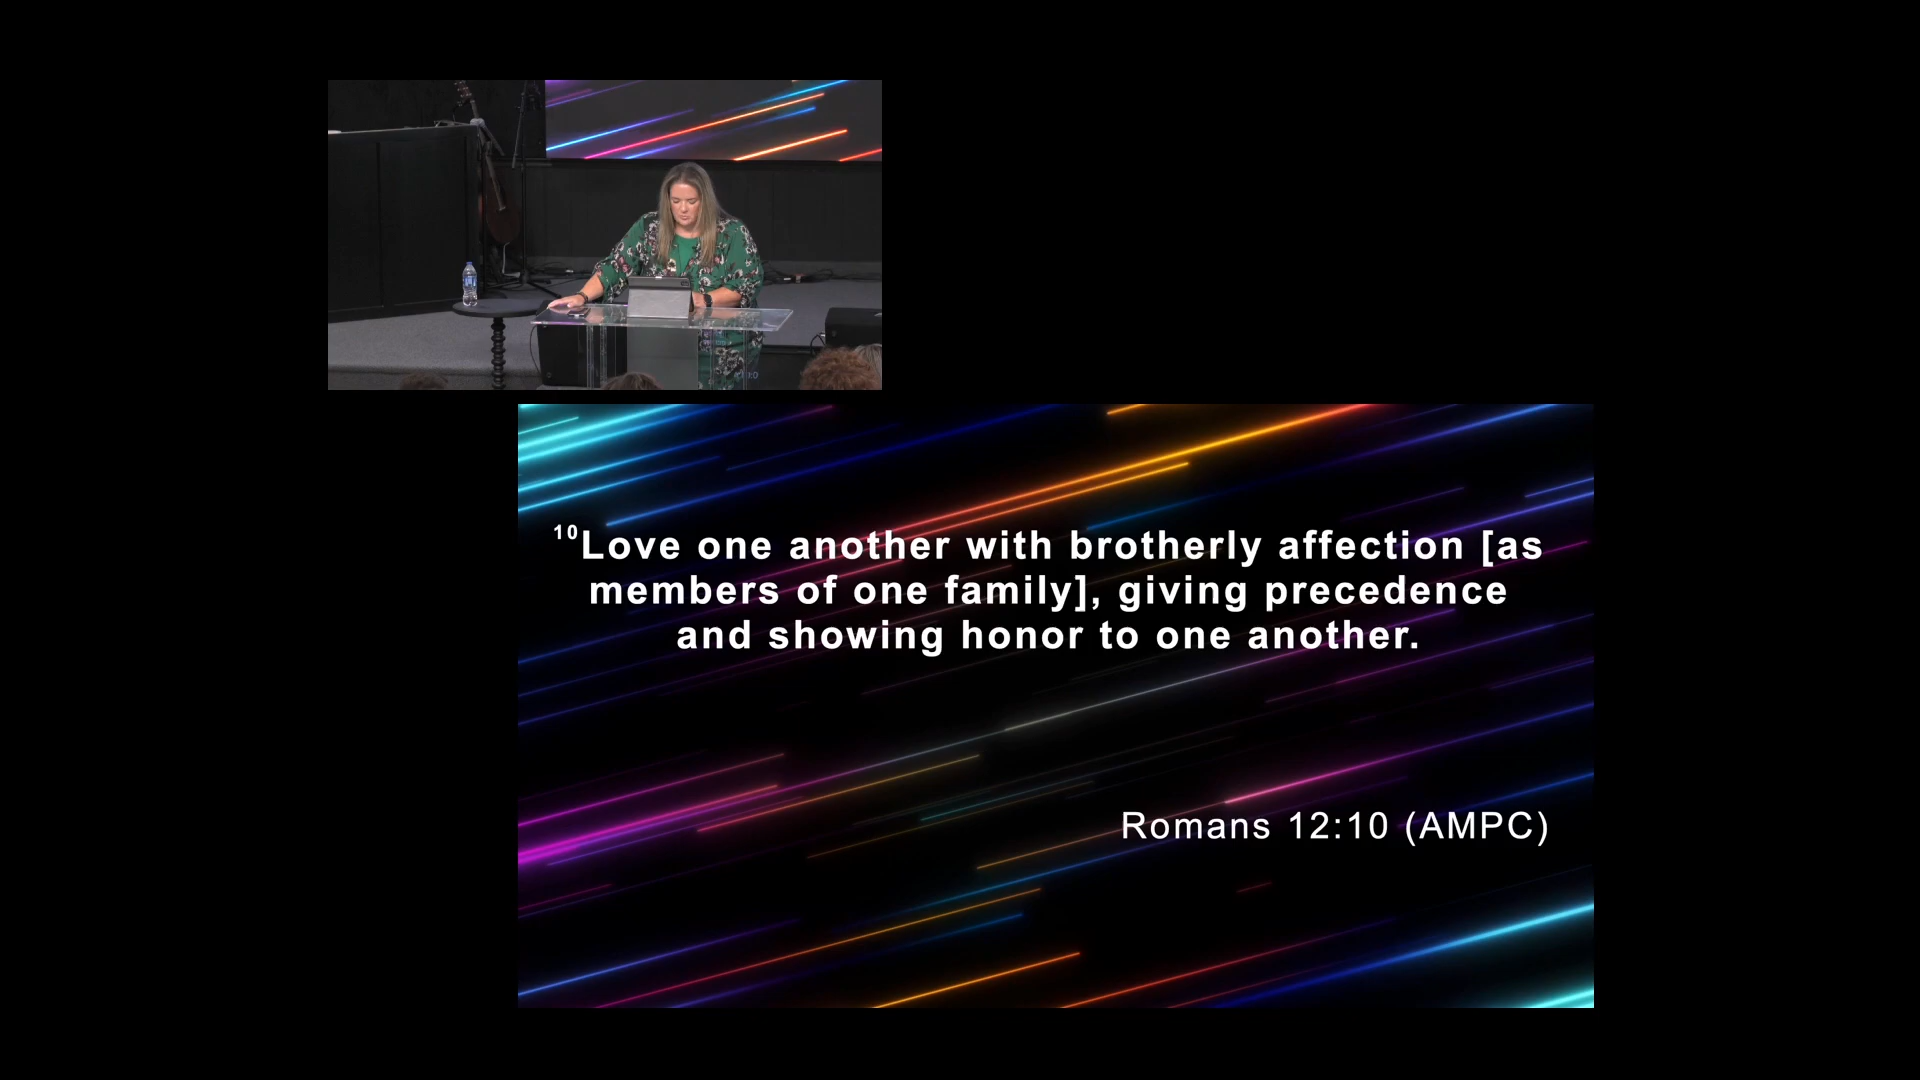 10Love one another with brotherly affection [as
members of one family], giving precedence
and showing honor to one another.
Romans 12:10 (AMPC)